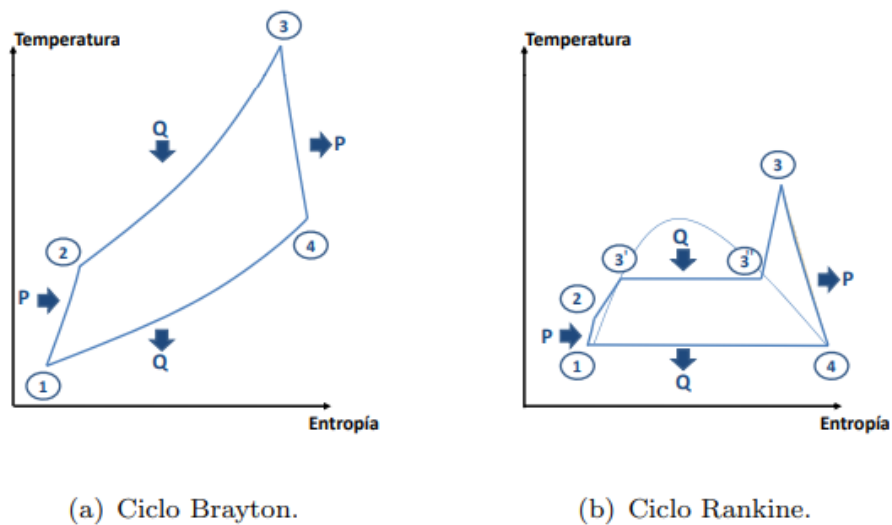 Temperatura
3
Q
P
2
4
P
Q
1
Entropía
(a) Ciclo Brayton.
Temperatura
3
Q
3'
3''
2
P
P
1
Q
4
Entropía
(b) Ciclo Rankine.